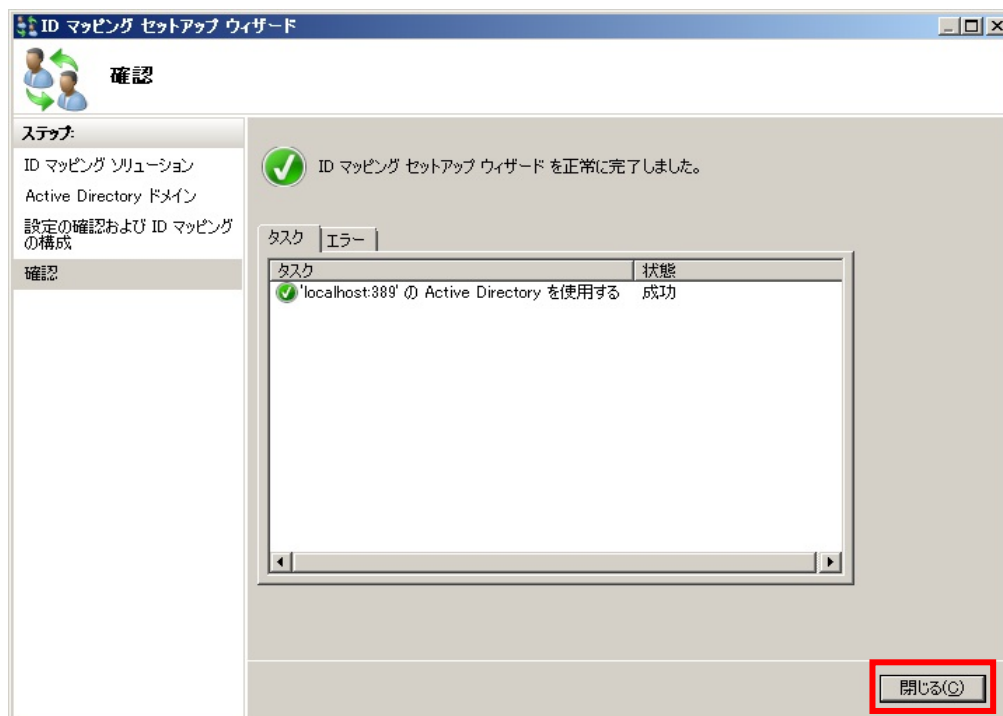 ID マッピング セットアップ ウィザード
確認
ステップ:
ID マッピング ソリューション
Active Directory ドメイン
設定の確認および ID マッピング
の構成
確認
ID マッピング セットアップ ウィザード を正常に完了しました。
タスク エラー
タスク 状態
'localhost:389' の Active Directory を使用する 成功
閉じる(C)